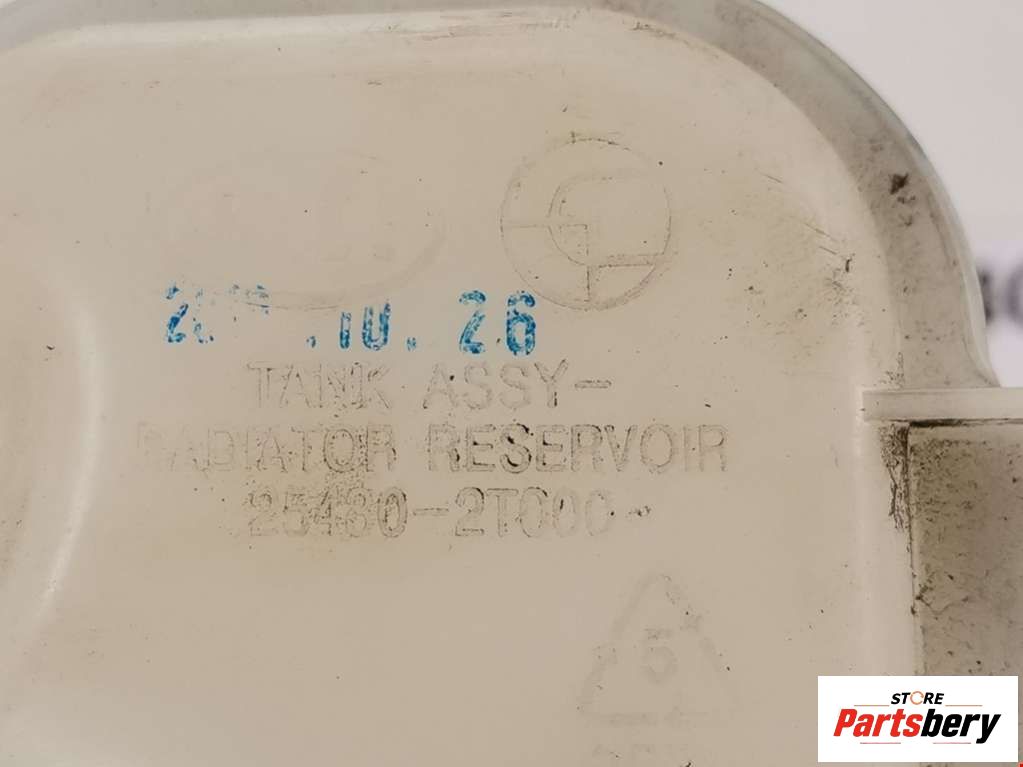 .10.26
TANK ASSY-
RADIATOR RESERVOIR
25430-2T000
5
STORE
Partsbery